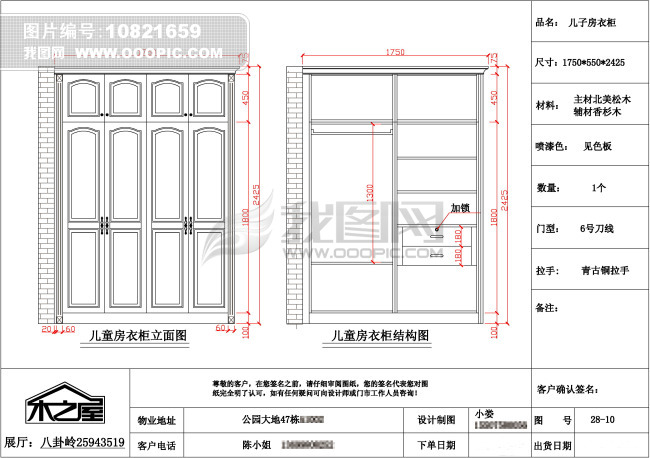 图片编号:10821659
我图网 www.OOOPIC.com
1750
75
450
1800
2425
100
20
160
60
儿童房衣柜立面图
1750
75
450
1300
加锁
180
180
1800
2425
100
儿童房衣柜结构图
我图网
www.OOOPIC.com
品名: 儿子房衣柜
尺寸:1750*550*2425
材料: 主材北美松木
辅材香杉木
喷漆色: 见色板
数量: 1个
门型: 6号刀线
拉手: 青古铜拉手
备注:
客户确认签名:
木之屋
展厅: 八卦岭25943519
尊敬的客户,在您签名之前,请仔细审阅图纸,您的签名代表您对图
纸完全明了认可,如有任何疑问可向设计师或门市工作人员咨询!
物业地址 公园大地47栋
设计制图 小娄
图 号 28-10
客户电话 陈小姐
下单日期
出货日期